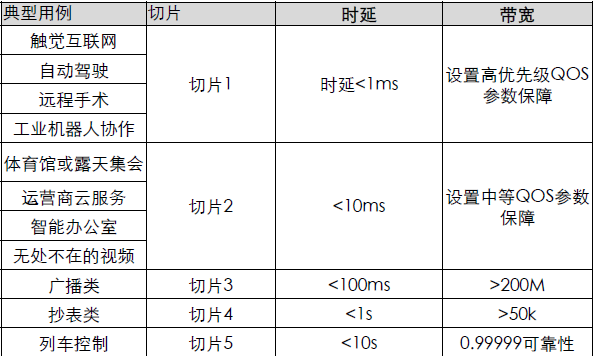 典型用例 切片 时延 带宽
触觉互联网
自动驾驶
远程手术
工业机器人协作
切片1 时延<1ms 设置高优先级QOS
参数保障
体育馆或露天集会
运营商云服务
智能办公室
无处不在的视频
切片2 <10ms 设置中等QOS参数
保障
广播类 切片3 <100ms >200M
抄表类 切片4 <1s >50k
列车控制 切片5 <10s 0.99999可靠性